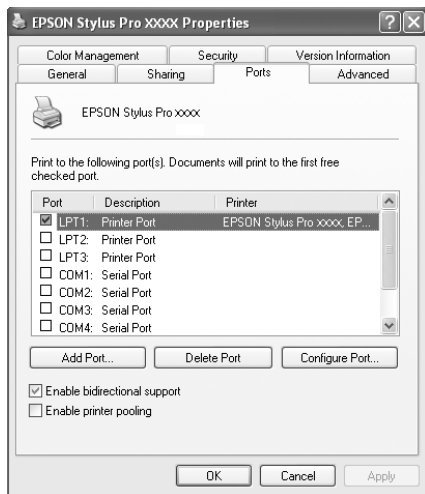 EPSON Stylus Pro XXXX Properties
Color Management Security Version Information
General Sharing Ports Advanced
EPSON Stylus Pro xxxx
Print to the following port(s). Documents will print to the first free
checked port.
Port Description Printer
LPT1: Printer Port EPSON Stylus Pro xxxx, EP...
LPT2: Printer Port
LPT3: Printer Port
COM1: Serial Port
COM2: Serial Port
COM3: Serial Port
COM4: Serial Port
Add Port... Delete Port Configure Port...
Enable bidirectional support
Enable printer pooling
OK Cancel Apply